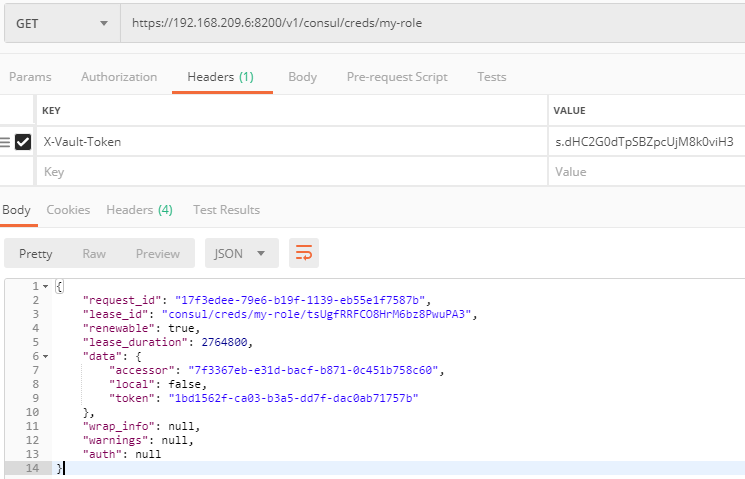 GET https://192.168.209.6:8200/v1/consul/creds/my-role
Params Authorization Headers (1) Body Pre-request Script Tests
KEY VALUE
X-Vault-Token s.dHC2G0dTpSBZpcUjM8k0viH3
Key Value
Body Cookies Headers (4) Test Results
Pretty Raw Preview JSON
1 {
2 "request_id": "17f3edee-79e6-b19f-1139-eb55e1f7587b",
3 "lease_id": "consul/creds/my-role/tsUgfRRFCO8HrM6bz8PwuPA3",
4 "renewable": true,
5 "lease_duration": 2764800,
6 "data": {
7 "accessor": "7f3367eb-e31d-bacf-b871-0c451b758c60",
8 "local": false,
9 "token": "1bd1562f-ca03-b3a5-dd7f-dac0ab71757b"
10 },
11 "wrap_info": null,
12 "warnings": null,
13 "auth": null
14 }